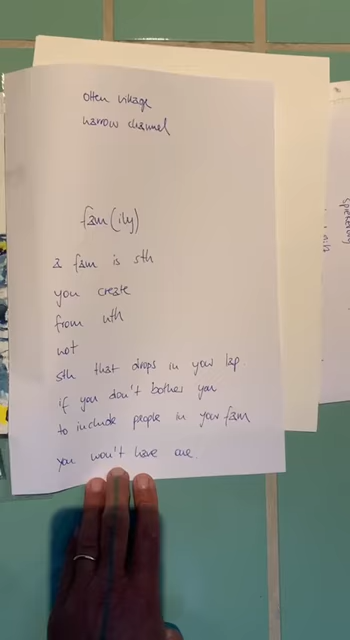 often village
narrow channel
fam(ily)
a fam is sth
you create
from nth
not
sth that drops in your lap
if you don't bother you
to include people in your fam
you won't have one.